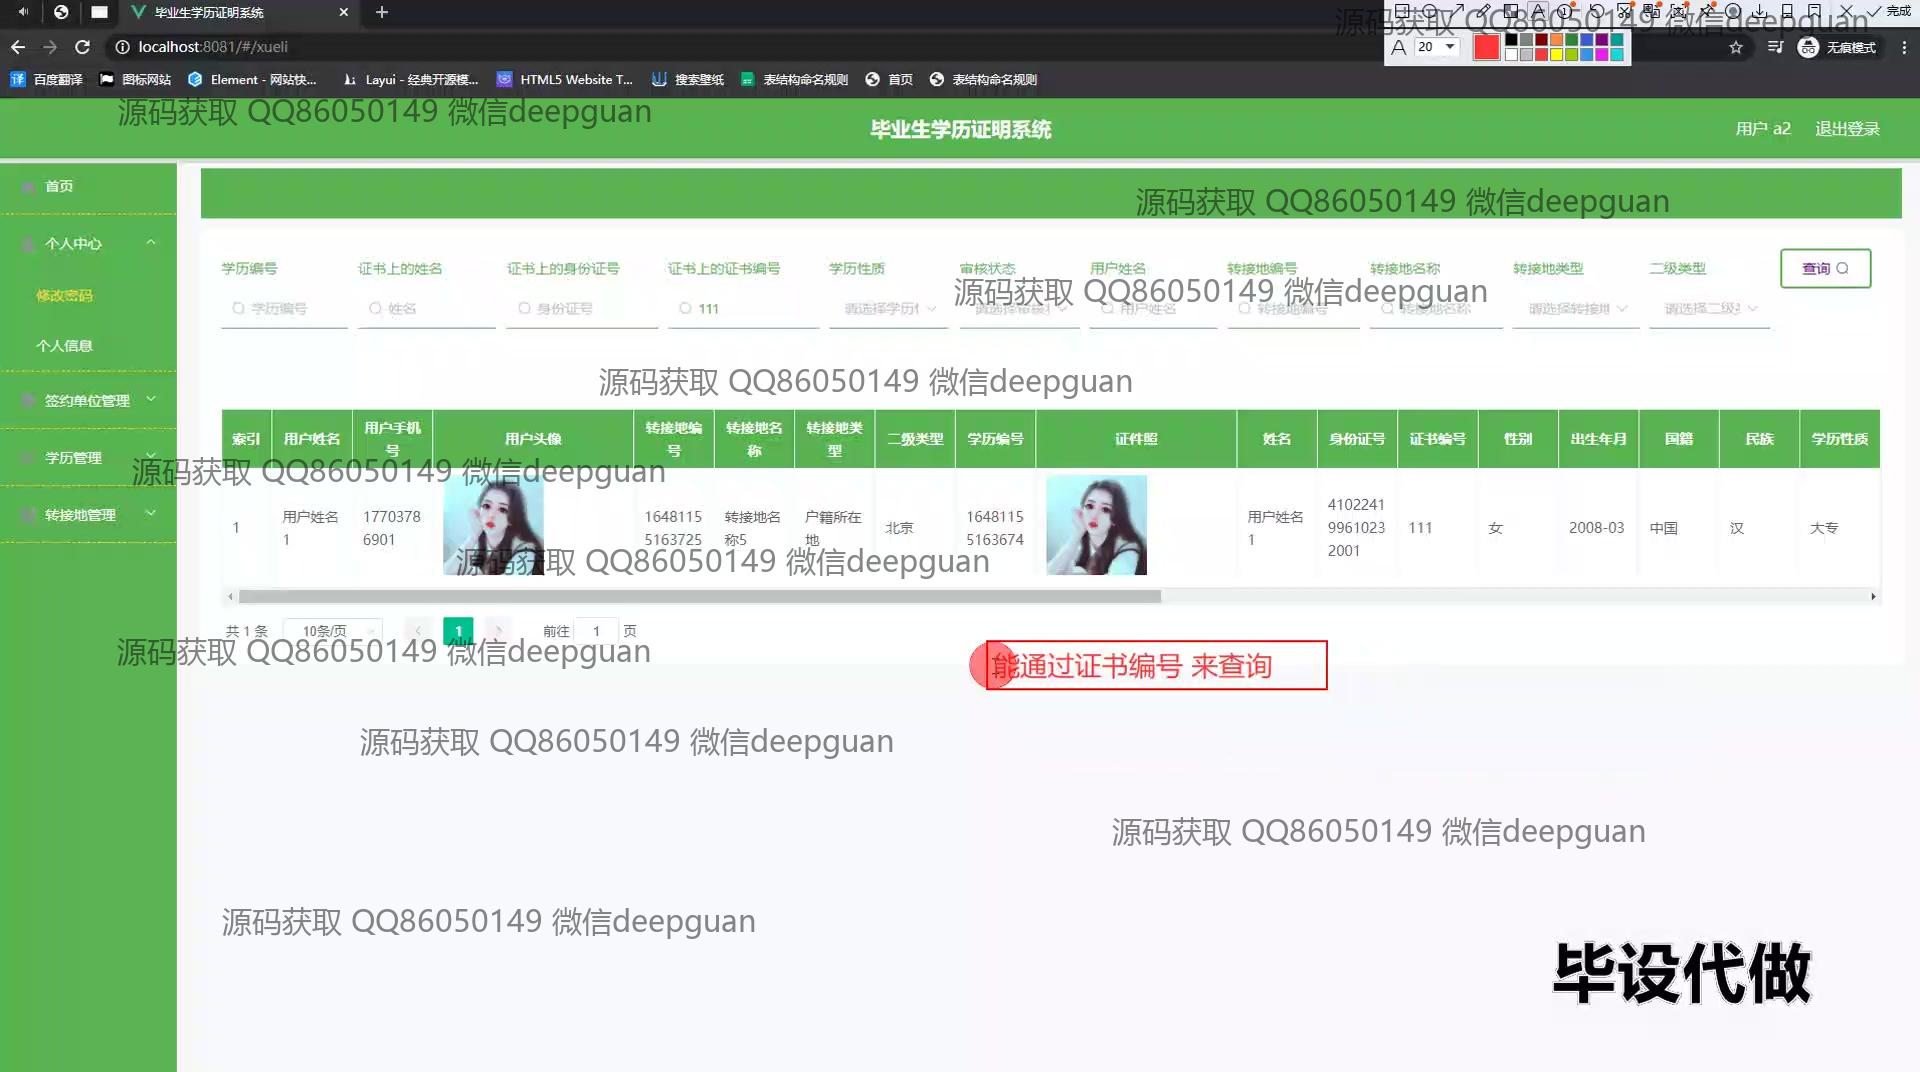 毕业生学历证明系统
完成
localhost:8081/#/xueli
A 20
无痕模式
百度翻译 图标网站 Element - 网站快... Layui - 经典开源模... HTML5 Website T... 搜索壁纸 表结构命名规则 首页 表结构命名规则
源码获取 QQ86050149 微信deepguan
源码获取 QQ86050149 微信deepguan
毕业生学历证明系统
用户 a2 退出登录
首页
个人中心
修改密码
个人信息
签约单位管理
学历管理
转接地管理
源码获取 QQ86050149 微信deepguan
学历编号 证书上的姓名 证书上的身份证号 证书上的证书编号 学历性质 审核状态 用户姓名 转接地编号 转接地名称 转接地类型 二级类型 查询
源码获取 QQ86050149 微信deepguan
学历编号 姓名 身份证号 111 请选择学历 用户姓名 转接地编号 转接地名称 请选择转接地 请选择二级
源码获取 QQ86050149 微信deepguan
索引 用户姓名 用户手机号 用户头像 转接地编号 转接地名称 转接地类型 二级类型 学历编号 证件照 姓名 身份证号 证书编号 性别 出生年月 国籍 民族 学历性质
源码获取 QQ86050149 微信deepguan
1 用户姓名1 17703786901 16481155163725 转接地名称5 户籍所在地 北京 16481155163674 用户姓名1 410224199610232001 111 女 2008-03 中国 汉 大专
源码获取 QQ86050149 微信deepguan
共 1 条 10条/页 1 前往 1 页
源码获取 QQ86050149 微信deepguan
能通过证书编号 来查询
源码获取 QQ86050149 微信deepguan
源码获取 QQ86050149 微信deepguan
源码获取 QQ86050149 微信deepguan
毕设代做